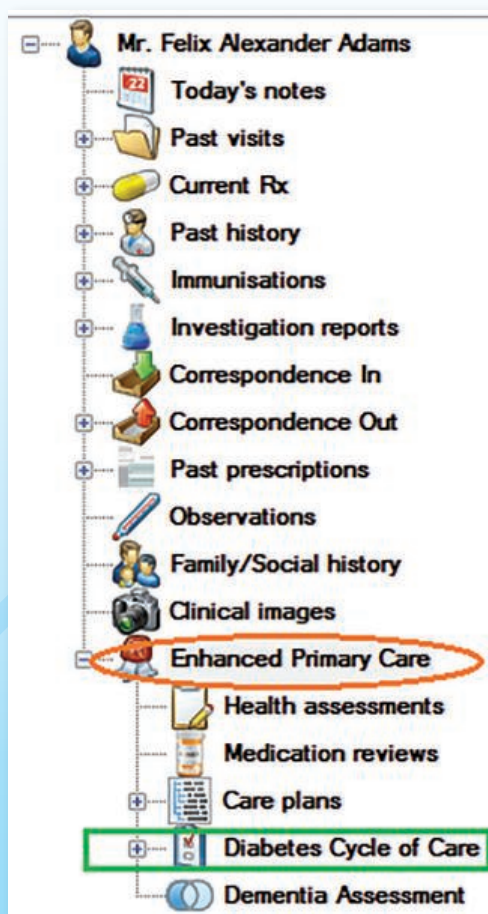 Mr. Felix Alexander Adams
22
Today's notes
Past visits
Current Rx
Past history
Immunisations
Investigation reports
Correspondence In
Correspondence Out
Past prescriptions
Observations
Family/Social history
Clinical images
Enhanced Primary Care
Health assessments
Medication reviews
Care plans
Diabetes Cycle of Care
Dementia Assessment